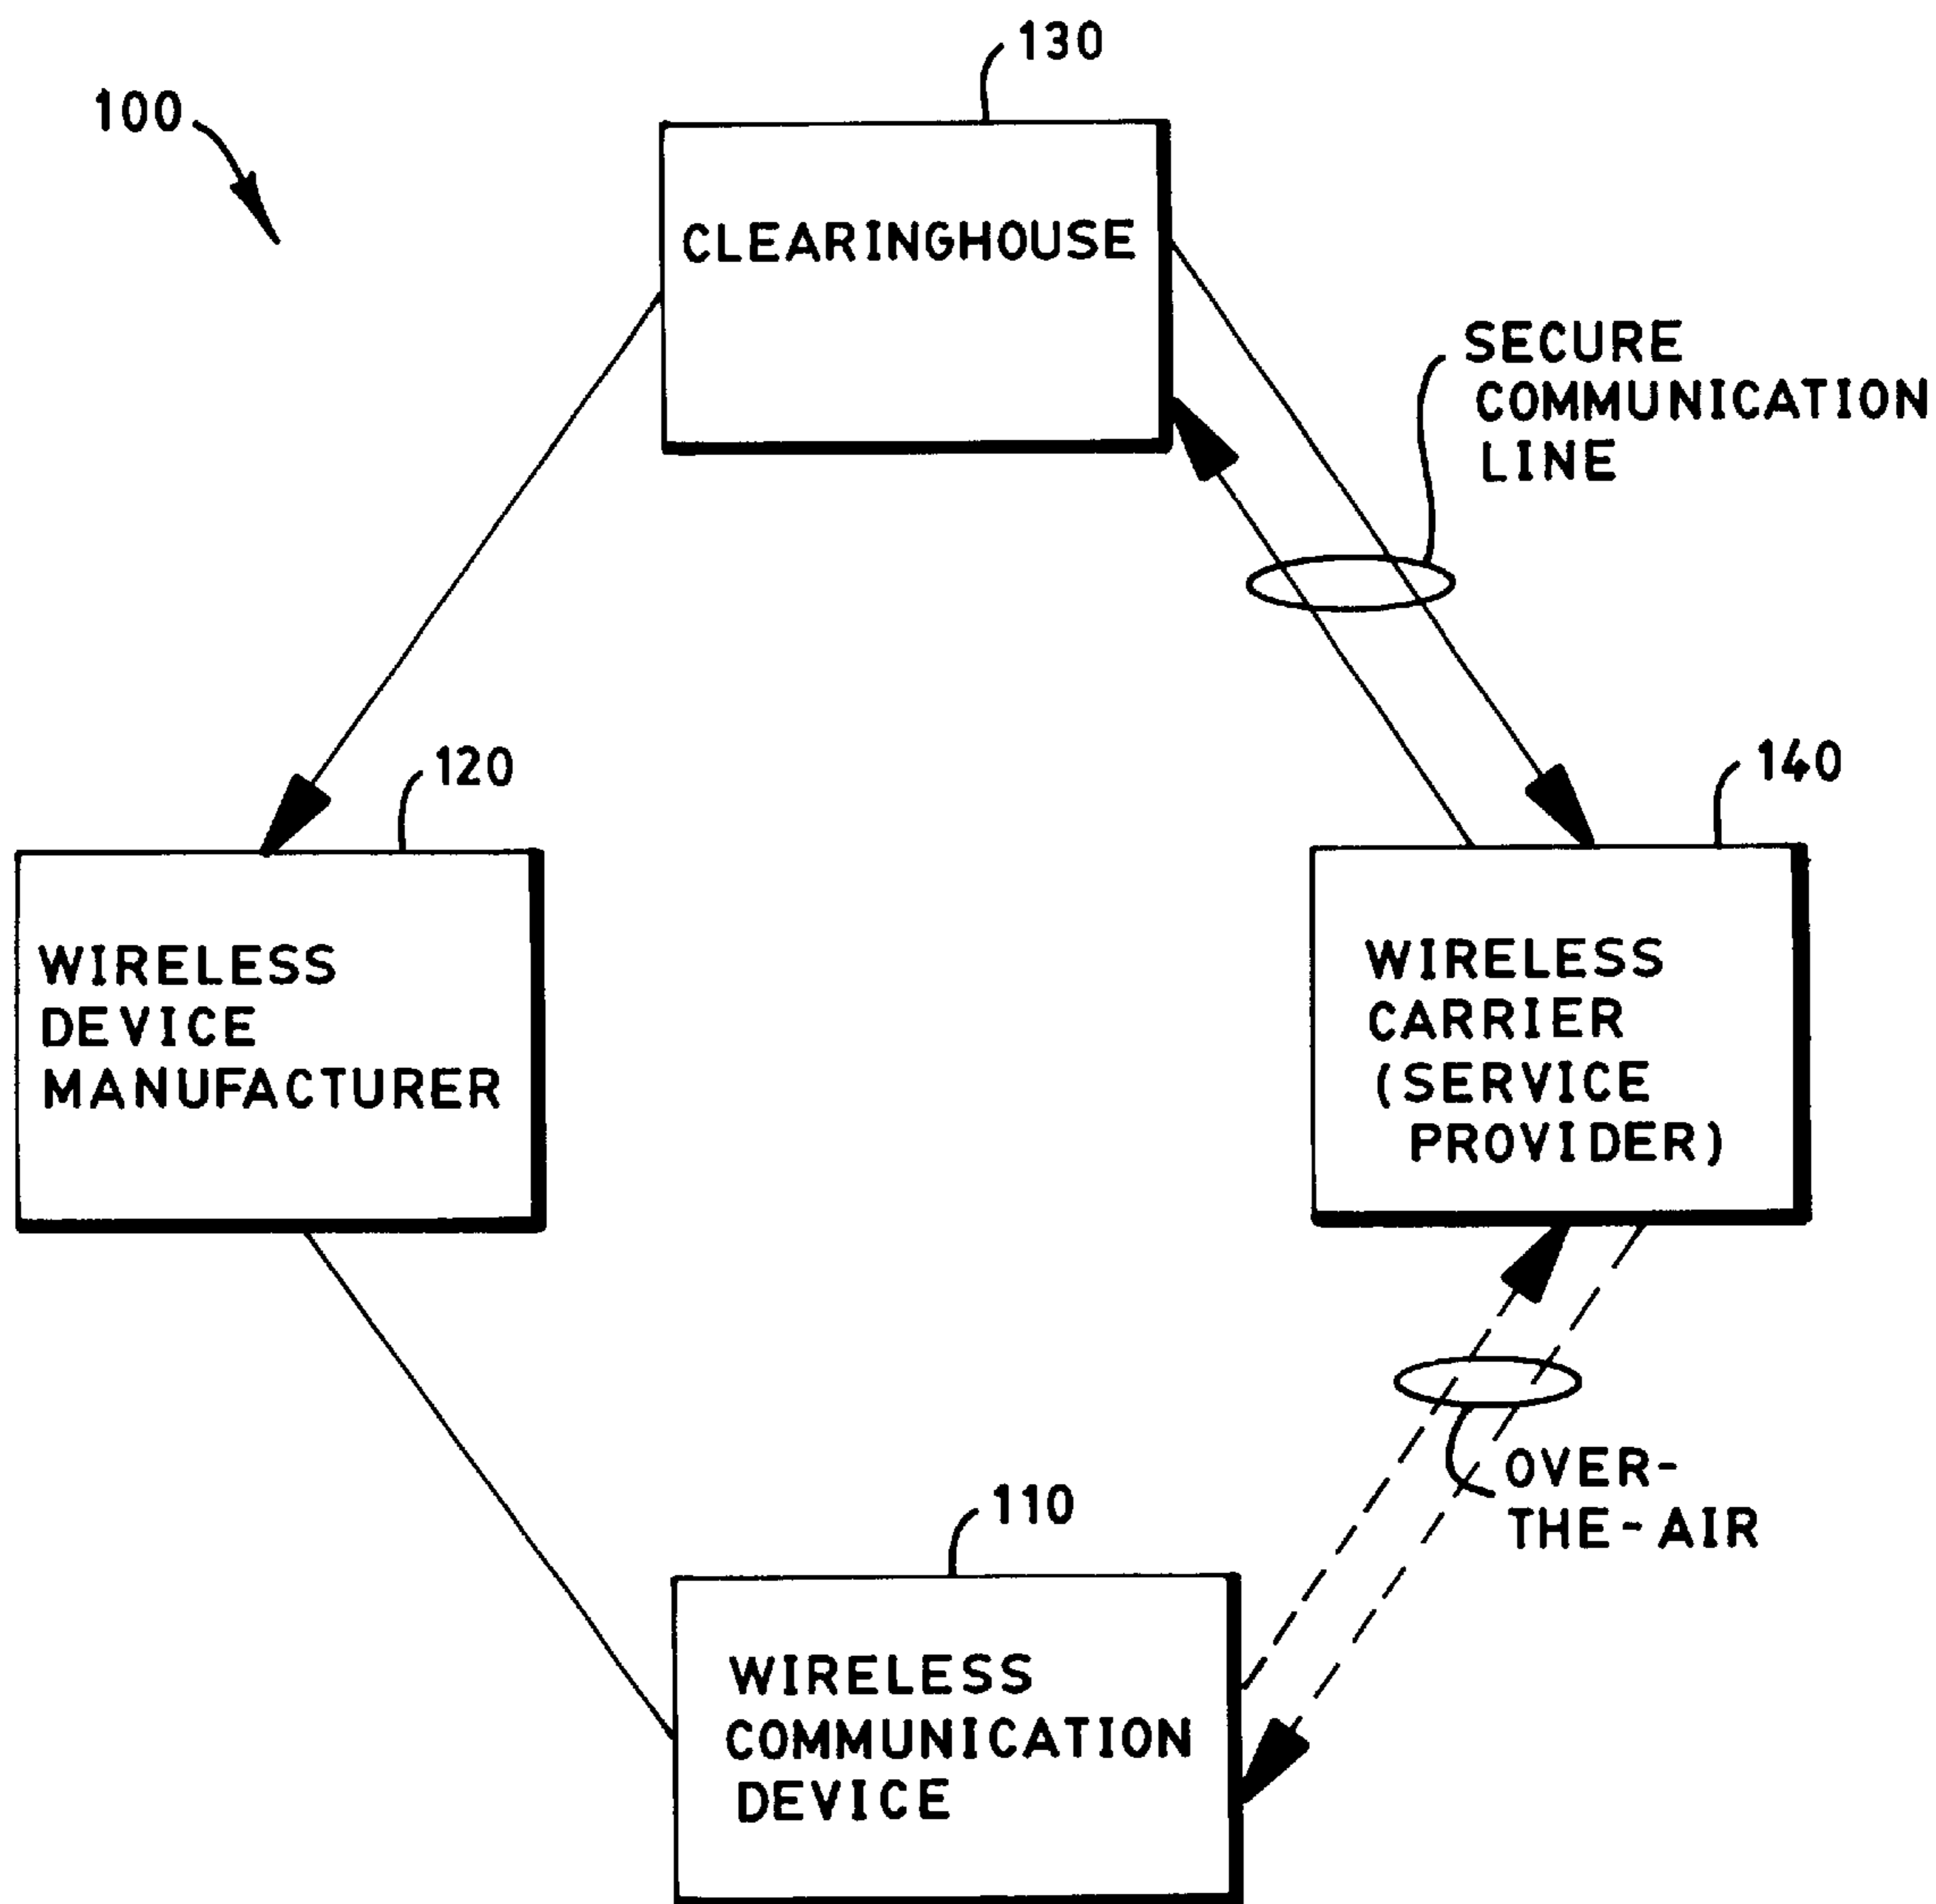 130
100
CLEARINGHOUSE
SECURE
COMMUNICATION
LINE
120
140
WIRELESS
DEVICE
MANUFACTURER
WIRELESS
CARRIER
(SERVICE
PROVIDER)
OVER-
THE-AIR
110
WIRELESS
COMMUNICATION
DEVICE